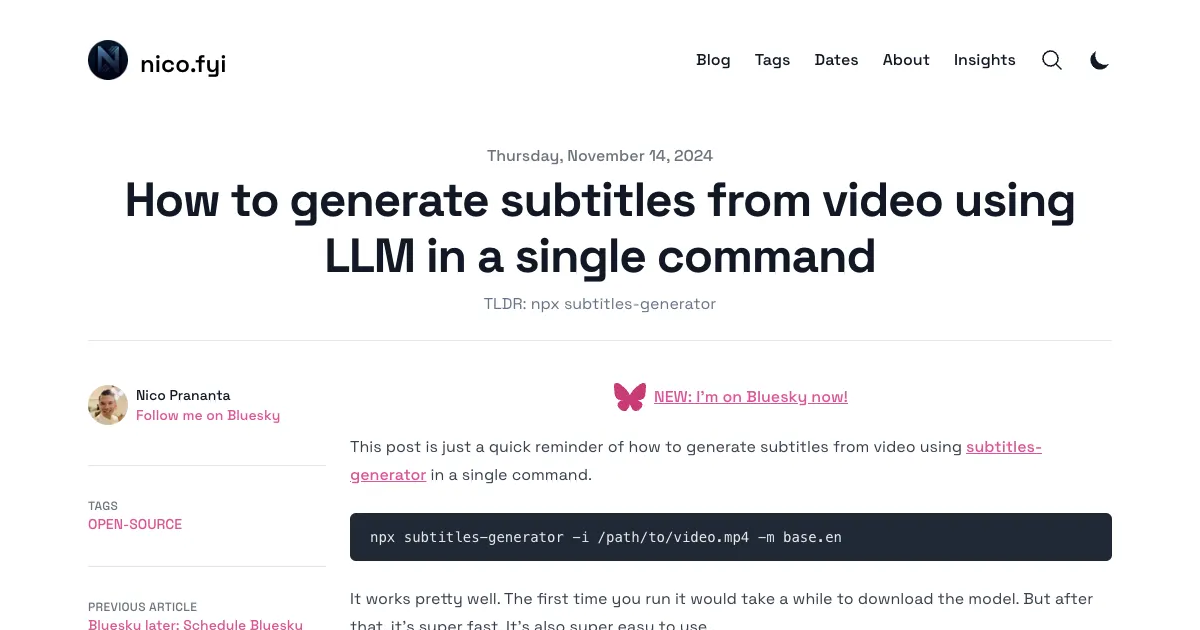 nico.fyi
Blog Tags Dates About Insights
Thursday, November 14, 2024
How to generate subtitles from video using
LLM in a single command
TLDR: npx subtitles-generator
Nico Prananta
Follow me on Bluesky
TAGS
OPEN-SOURCE
PREVIOUS ARTICLE
Bluesky later: Schedule Bluesky
NEW: I'm on Bluesky now!
This post is just a quick reminder of how to generate subtitles from video using subtitles-
generator in a single command.
npx subtitles-generator -i /path/to/video.mp4 -m base.en
It works pretty well. The first time you run it would take a while to download the model. But after
that, it's super fast. It's also super easy to use.